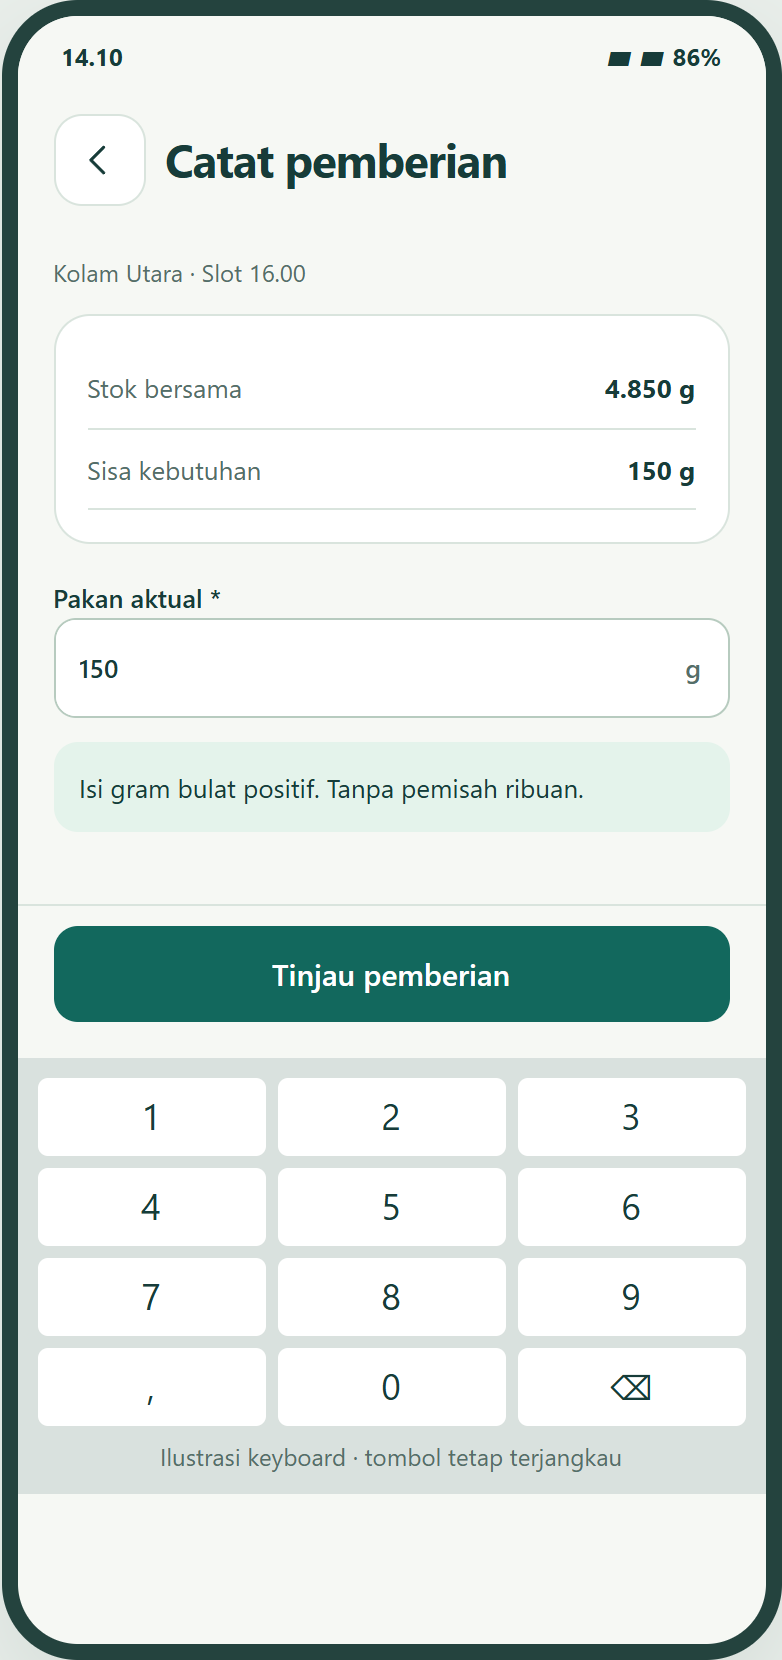 14.10 86%
Catat pemberian
Kolam Utara · Slot 16.00
Stok bersama 4.850 g
Sisa kebutuhan 150 g
Pakan aktual *
150 g
Isi gram bulat positif. Tanpa pemisah ribuan.
Tinjau pemberian
1 2 3
4 5 6
7 8 9
, 0 ⌫
Ilustrasi keyboard · tombol tetap terjangkau